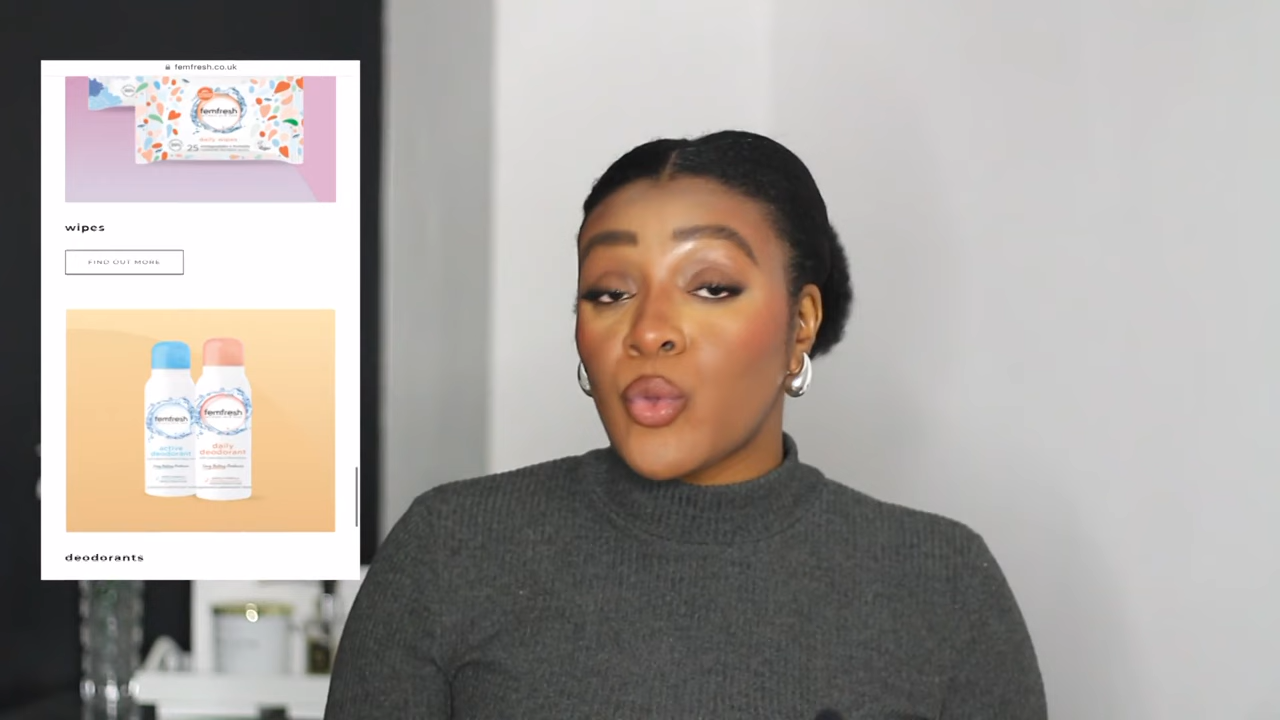 femfresh.co.uk
femfresh
daily wipes
25
wipes
FIND OUT MORE
femfresh
femfresh
active
deodorant
daily
deodorant
deodorants